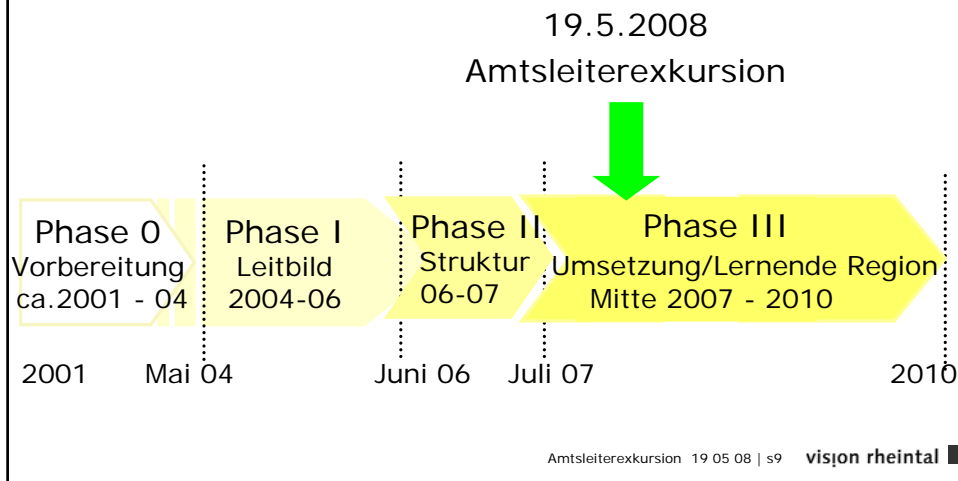 19.5.2008
Amtsleiterexkursion
Phase 0
Vorbereitung
ca.2001 - 04
Phase I
Leitbild
2004-06
Phase II
Struktur
06-07
Phase III
Umsetzung/Lernende Region
Mitte 2007 - 2010
2001
Mai 04
Juni 06
Juli 07
2010
Amtsleiterexkursion 19 05 08 | s9
vision rheintal